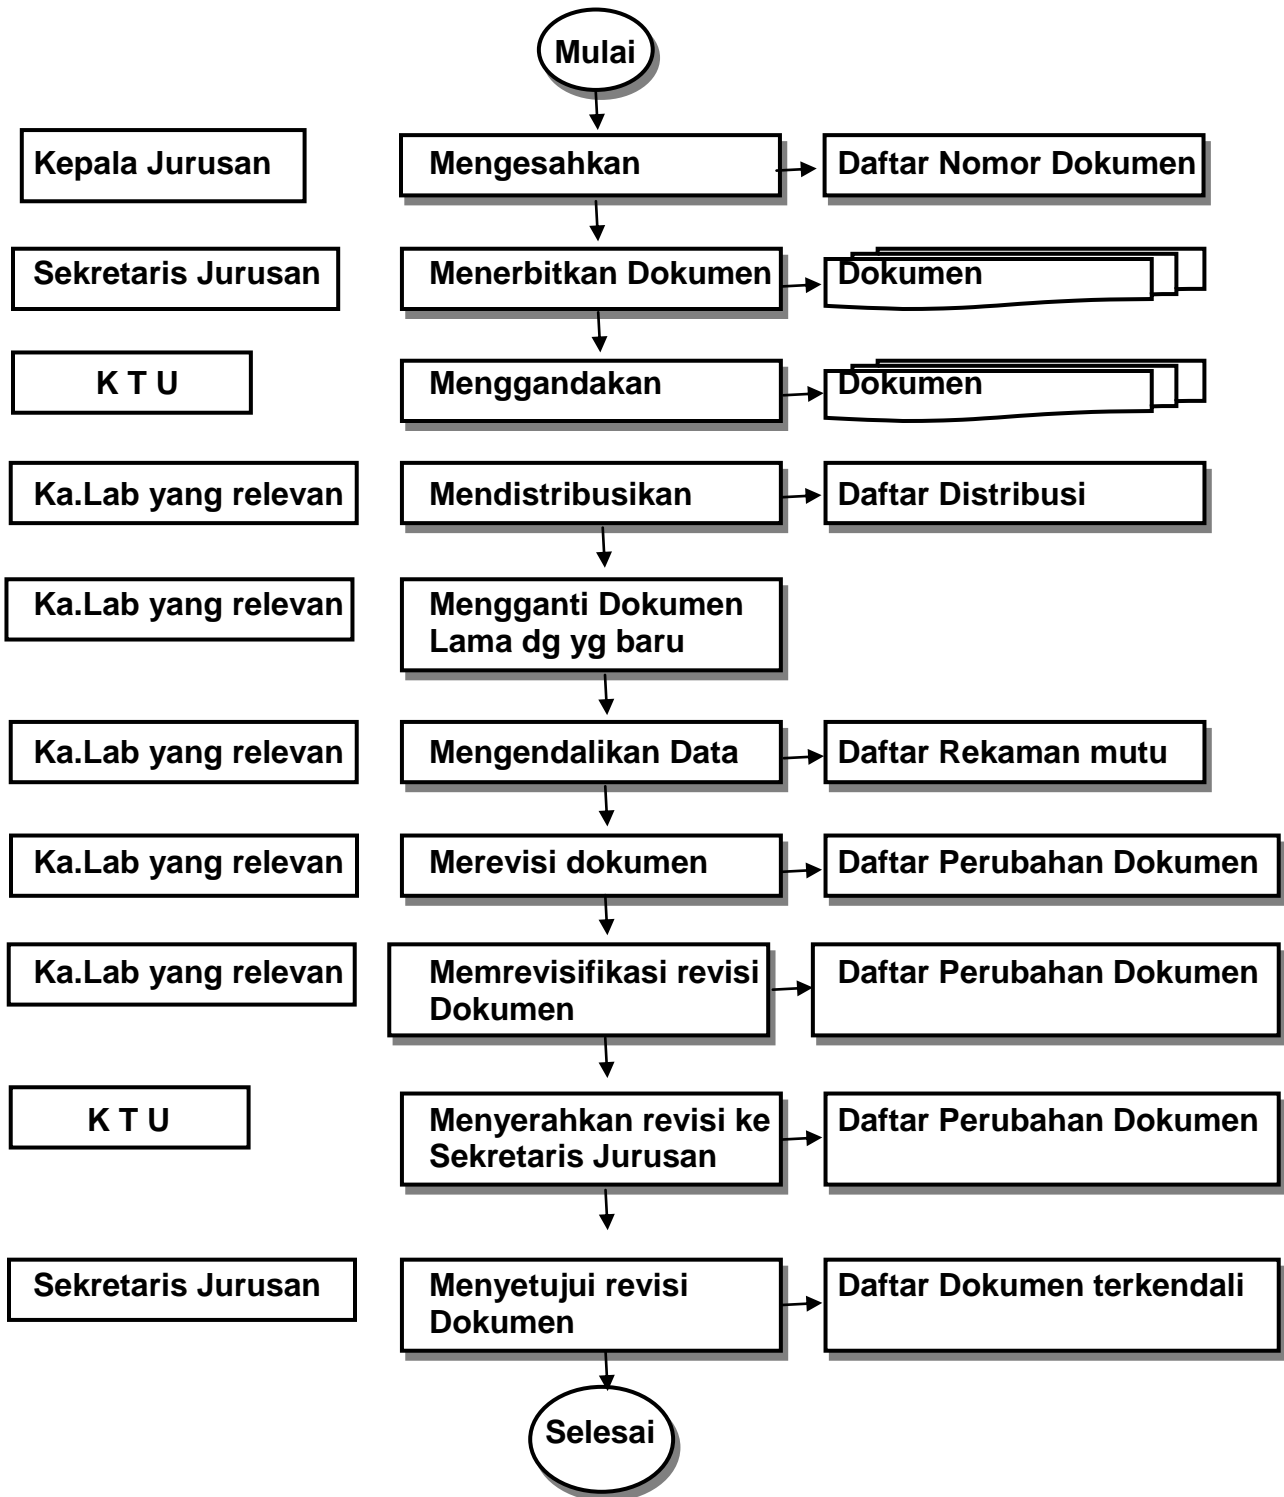 Mulai
Kepala Jurusan
Mengesahkan
Daftar Nomor Dokumen
Sekretaris Jurusan
Menerbitkan Dokumen
Dokumen
K T U
Menggandakan
Dokumen
Ka.Lab yang relevan
Mendistribusikan
Daftar Distribusi
Ka.Lab yang relevan
Mengganti Dokumen
Lama dg yg baru
Ka.Lab yang relevan
Mengendalikan Data
Daftar Rekaman mutu
Ka.Lab yang relevan
Merevisi dokumen
Daftar Perubahan Dokumen
Ka.Lab yang relevan
Memrevisifikasi revisi
Dokumen
Daftar Perubahan Dokumen
K T U
Menyerahkan revisi ke
Sekretaris Jurusan
Daftar Perubahan Dokumen
Sekretaris Jurusan
Menyetujui revisi
Dokumen
Daftar Dokumen terkendali
Selesai